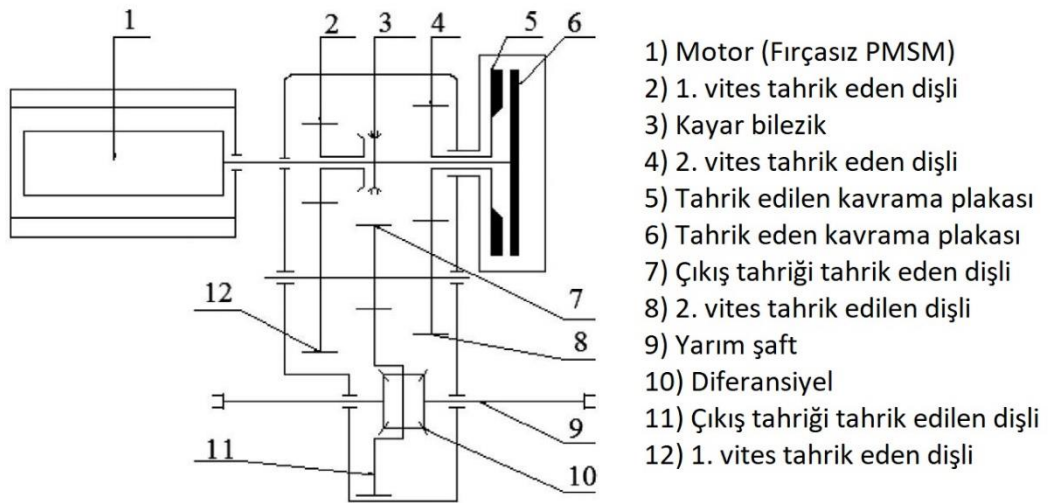 1
2
3
4
5
6
7
8
9
10
11
12
1) Motor (Fırçasız PMSM)
2) 1. vites tahrik eden dişli
3) Kayar bilezik
4) 2. vites tahrik eden dişli
5) Tahrik edilen kavrama plakası
6) Tahrik eden kavrama plakası
7) Çıkış tahriği tahrik eden dişli
8) 2. vites tahrik edilen dişli
9) Yarım şaft
10) Diferansiyel
11) Çıkış tahriği tahrik edilen dişli
12) 1. vites tahrik eden dişli